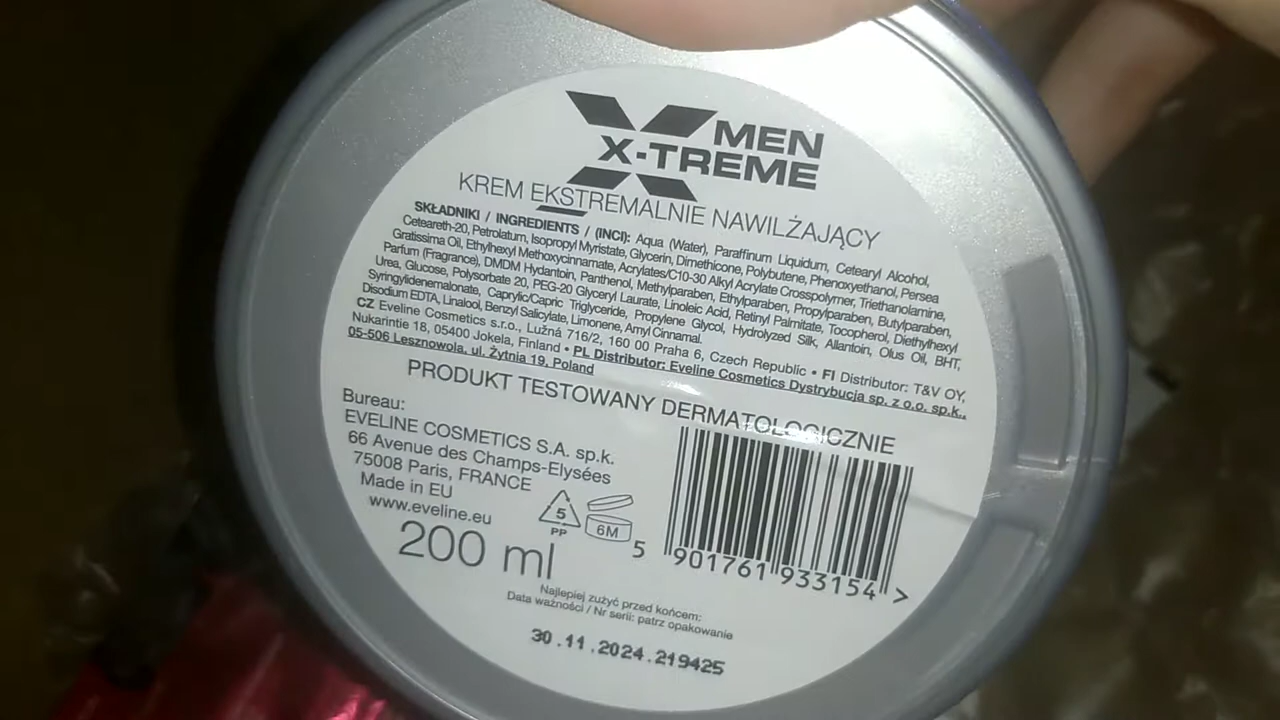 MEN
X-TREME
KREM EKSTREMALNIE NAWILŻAJĄCY
SKŁADNIKI / INGREDIENTS / (INCI): Aqua (Water), Paraffinum Liquidum, Cetearyl Alcohol,
Ceteareth-20, Petrolatum, Isopropyl Myristate, Glycerin, Dimethicone, Polybutene, Phenoxyethanol, Persea
Gratissima Oil, Ethylhexyl Methoxycinnamate, Acrylates/C10-30 Alkyl Acrylate Crosspolymer, Triethanolamine,
Parfum (Fragrance), DMDM Hydantoin, Panthenol, Methylparaben, Ethylparaben, Propylparaben, Butylparaben,
Urea, Glucose, Polysorbate 20, PEG-20 Glyceryl Laurate, Linoleic Acid, Retinyl Palmitate, Tocopherol, Diethylhexyl
Syringylidenemalonate, Caprylic/Capric Triglyceride, Propylene Glycol, Hydrolyzed Silk, Allantoin, Olus Oil, BHT,
Disodium EDTA, Linalool, Benzyl Salicylate, Limonene, Amyl Cinnamal.
CZ Eveline Cosmetics s.r.o., Lužná 716/2, 160 00 Praha 6, Czech Republic • FI Distributor: T&V OY,
Nukarintie 18, 05400 Jokela, Finland • PL Distributor: Eveline Cosmetics Dystrybucja sp. z o.o. sp.k.,
05-506 Lesznowola, ul. Żytnia 19, Poland
PRODUKT TESTOWANY DERMATOLOGICZNIE
Bureau:
EVELINE COSMETICS S.A. sp.k.
66 Avenue des Champs-Elysées
75008 Paris, FRANCE
Made in EU
www.eveline.eu
200 ml
5
PP
6M
5 901761 933154 >
Najlepiej zużyć przed końcem:
Data ważności / Nr serii: patrz opakowanie
30.11.2024.219425